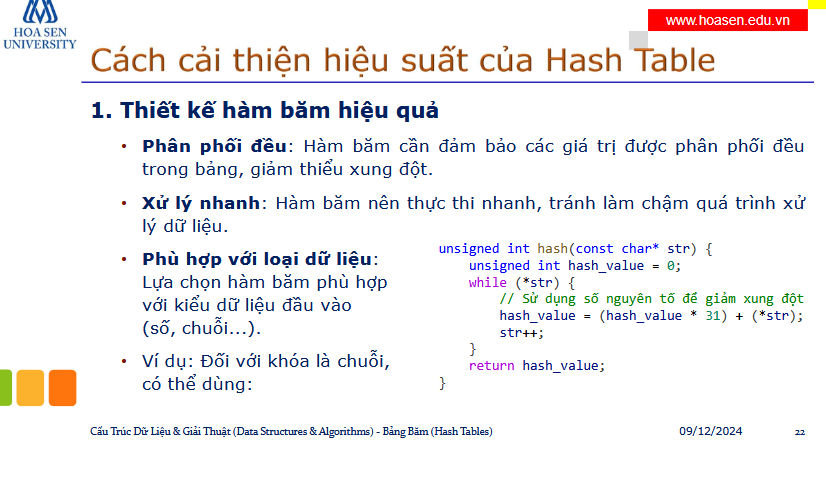 HOA SEN
UNIVERSITY
www.hoasen.edu.vn
Cách cải thiện hiệu suất của Hash Table
1. Thiết kế hàm băm hiệu quả
• Phân phối đều: Hàm băm cần đảm bảo các giá trị được phân phối đều
trong bảng, giảm thiểu xung đột.
• Xử lý nhanh: Hàm băm nên thực thi nhanh, tránh làm chậm quá trình xử
lý dữ liệu.
• Phù hợp với loại dữ liệu:
Lựa chọn hàm băm phù hợp
với kiểu dữ liệu đầu vào
(số, chuỗi...).
• Ví dụ: Đối với khóa là chuỗi,
có thể dùng:
unsigned int hash(const char* str) {
    unsigned int hash_value = 0;
    while (*str) {
        // Sử dụng số nguyên tố để giảm xung đột
        hash_value = (hash_value * 31) + (*str);
        str++;
    }
    return hash_value;
}
Cấu Trúc Dữ Liệu & Giải Thuật (Data Structures & Algorithms) - Bảng Băm (Hash Tables)
09/12/2024
22